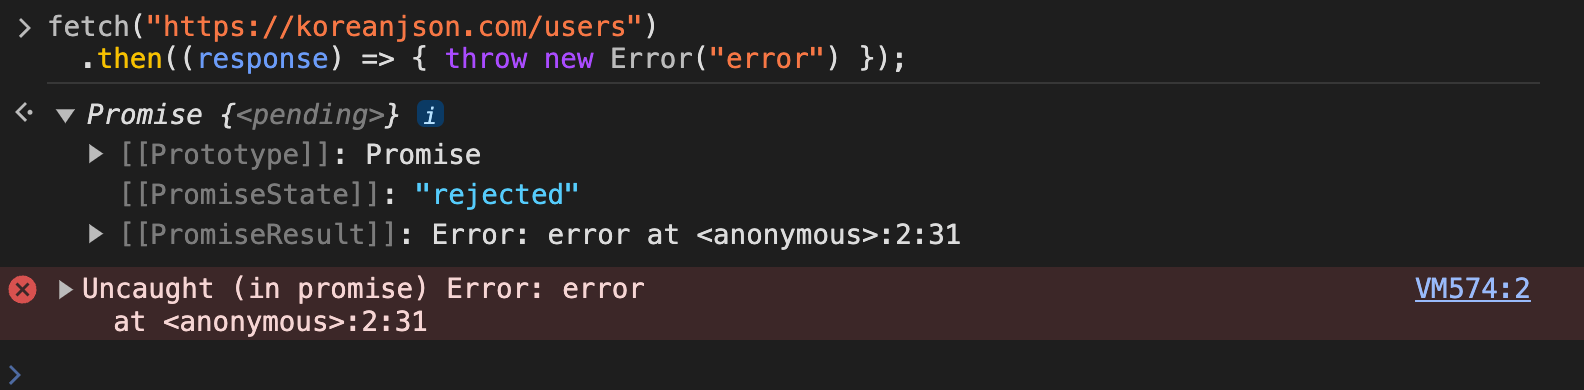 fetch("https://koreanjson.com/users")
.then((response) => { throw new Error("error") });
Promise {<pending>} i
[[Prototype]]: Promise
[[PromiseState]]: "rejected"
[[PromiseResult]]: Error: error at <anonymous>:2:31
Uncaught (in promise) Error: error VM574:2
at <anonymous>:2:31